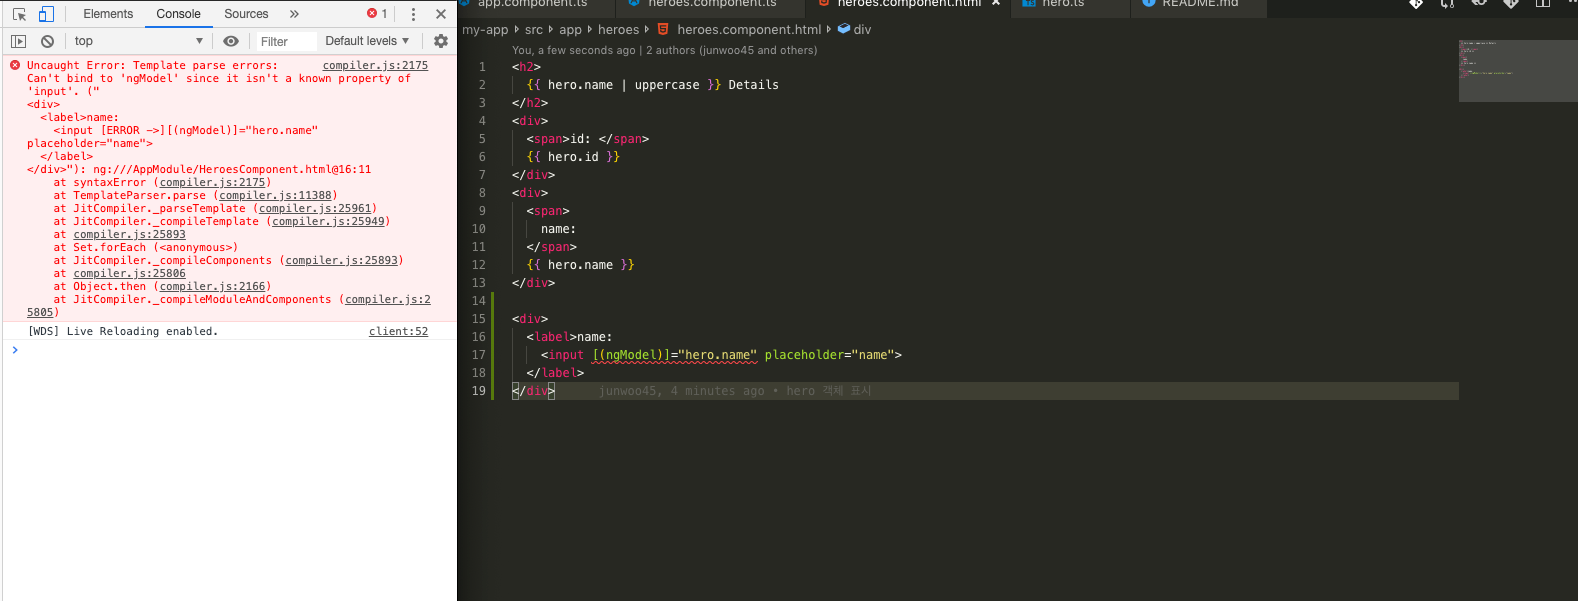 Elements Console Sources » 1
top Filter Default levels
Uncaught Error: Template parse errors: compiler.js:2175
Can't bind to 'ngModel' since it isn't a known property of
'input'. ("
<div>
<label>name:
<input [ERROR ->][(ngModel)]="hero.name"
placeholder="name">
</label>
</div>"): ng:///AppModule/HeroesComponent.html@16:11
at syntaxError (compiler.js:2175)
at TemplateParser.parse (compiler.js:11388)
at JitCompiler._parseTemplate (compiler.js:25961)
at JitCompiler._compileTemplate (compiler.js:25949)
at compiler.js:25893
at Set.forEach (<anonymous>)
at JitCompiler._compileComponents (compiler.js:25893)
at compiler.js:25806
at Object.then (compiler.js:2166)
at JitCompiler._compileModuleAndComponents (compiler.js:2
5805)
[WDS] Live Reloading enabled. client:52
app.component.ts heroes.component.ts heroes.component.html hero.ts README.md
my-app > src > app > heroes > heroes.component.html > div
You, a few seconds ago | 2 authors (junwoo45 and others)
1 <h2>
2 {{ hero.name | uppercase }} Details
3 </h2>
4 <div>
5 <span>id: </span>
6 {{ hero.id }}
7 </div>
8 <div>
9 <span>
10 name:
11 </span>
12 {{ hero.name }}
13 </div>
14
15 <div>
16 <label>name:
17 <input [(ngModel)]="hero.name" placeholder="name">
18 </label>
19 </div> junwoo45, 4 minutes ago • hero 객체 표시